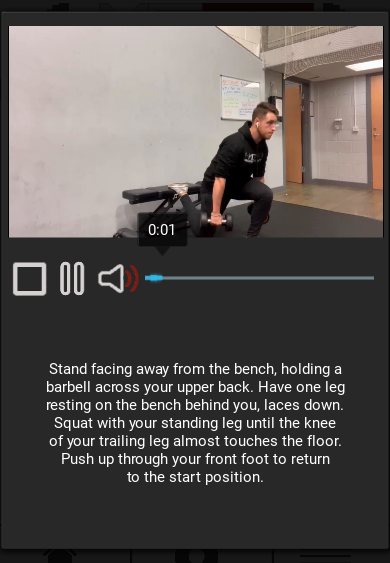 0:01
Stand facing away from the bench, holding a
barbell across your upper back. Have one leg
resting on the bench behind you, laces down.
Squat with your standing leg until the knee
of your trailing leg almost touches the floor.
Push up through your front foot to return
to the start position.